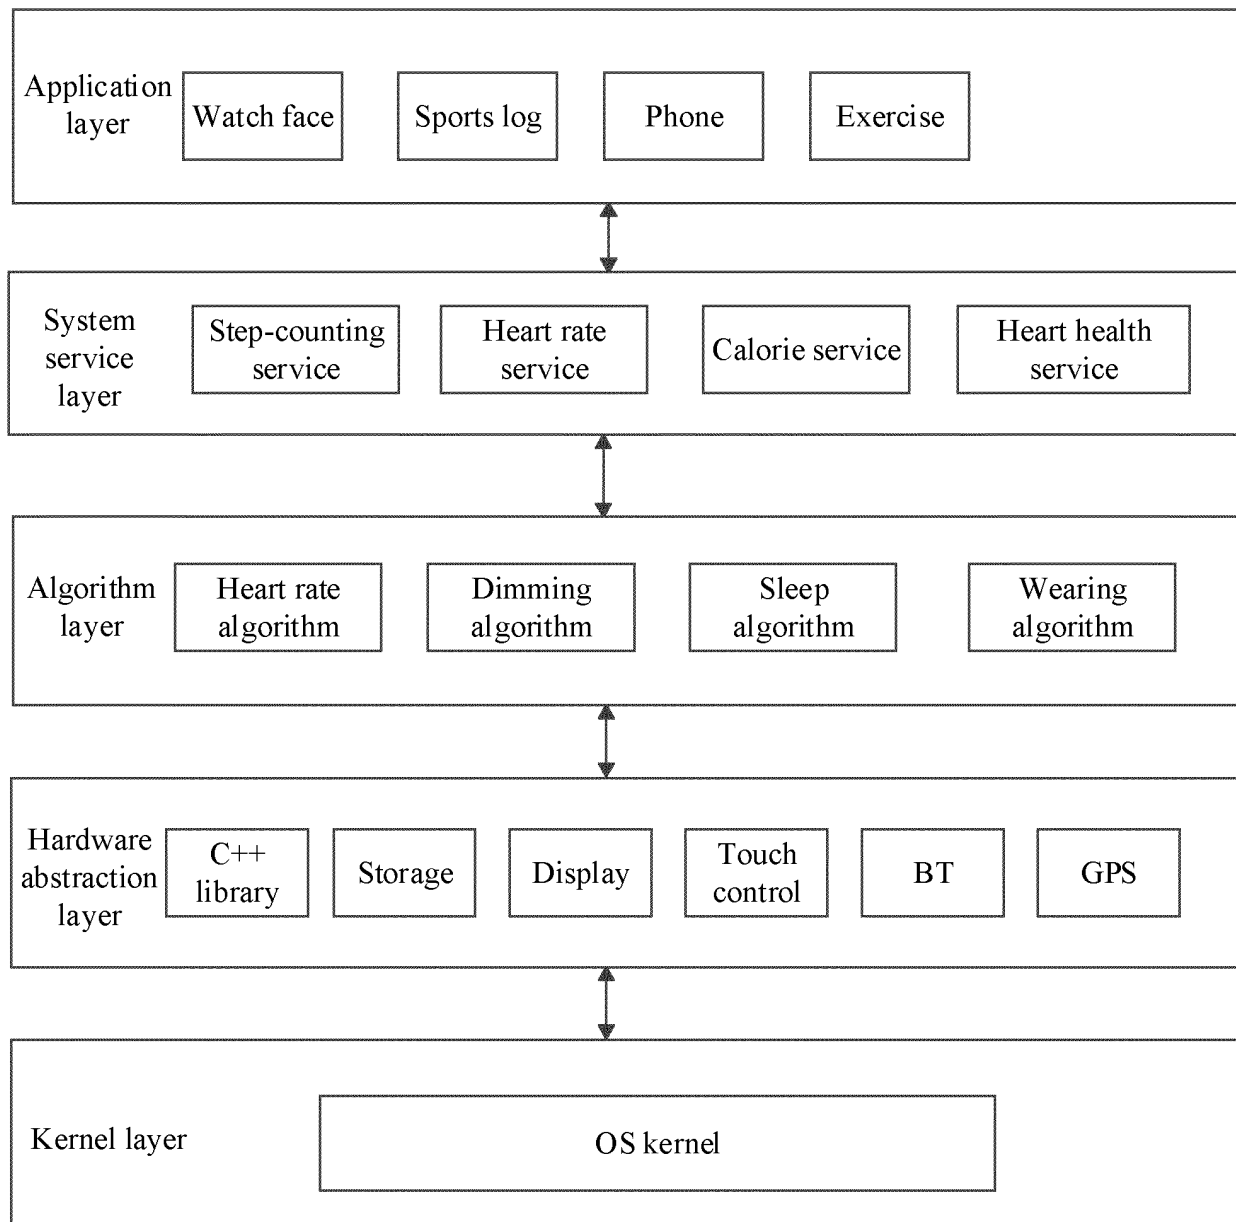 Application
layer
Watch face
Sports log
Phone
Exercise
System
service
layer
Step-counting
service
Heart rate
service
Calorie service
Heart health
service
Algorithm
layer
Heart rate
algorithm
Dimming
algorithm
Sleep
algorithm
Wearing
algorithm
Hardware
abstraction
layer
C++
library
Storage
Display
Touch
control
BT
GPS
Kernel layer
OS kernel